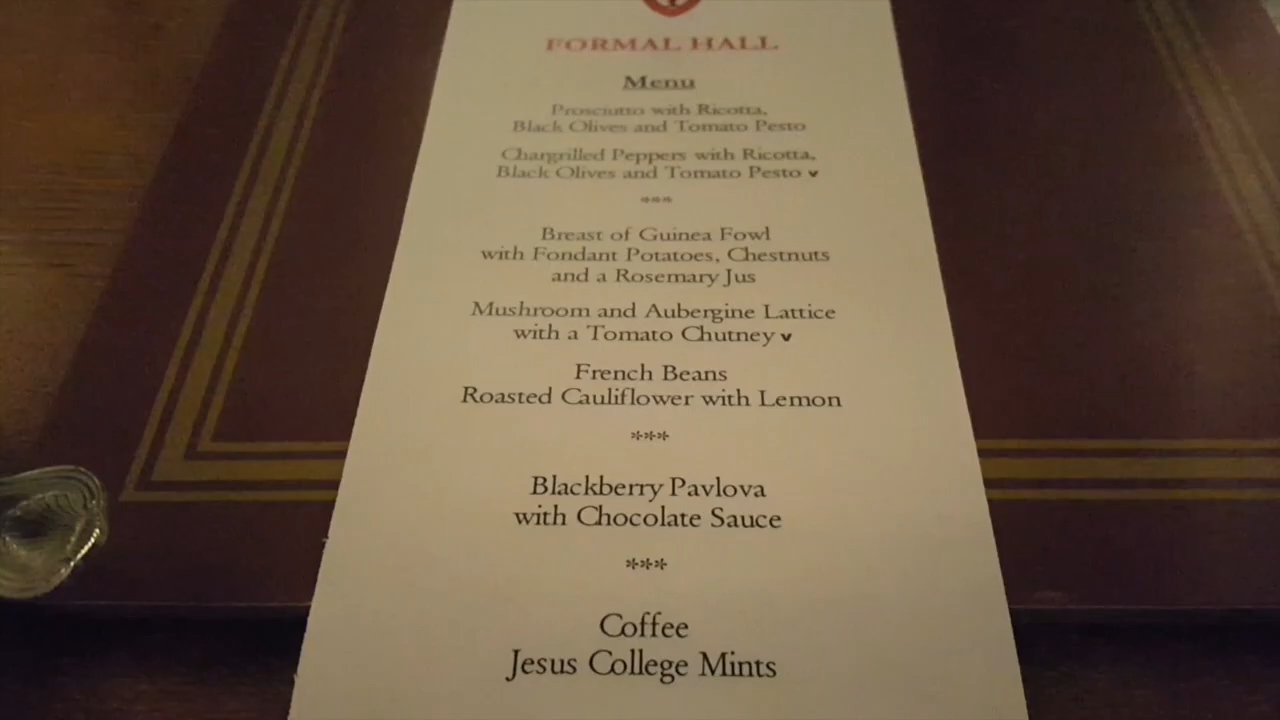 FORMAL HALL
Menu
Prosciutto with Ricotta,
Black Olives and Tomato Pesto
Chargrilled Peppers with Ricotta,
Black Olives and Tomato Pesto v
***
Breast of Guinea Fowl
with Fondant Potatoes, Chestnuts
and a Rosemary Jus
Mushroom and Aubergine Lattice
with a Tomato Chutney v
French Beans
Roasted Cauliflower with Lemon
***
Blackberry Pavlova
with Chocolate Sauce
***
Coffee
Jesus College Mints